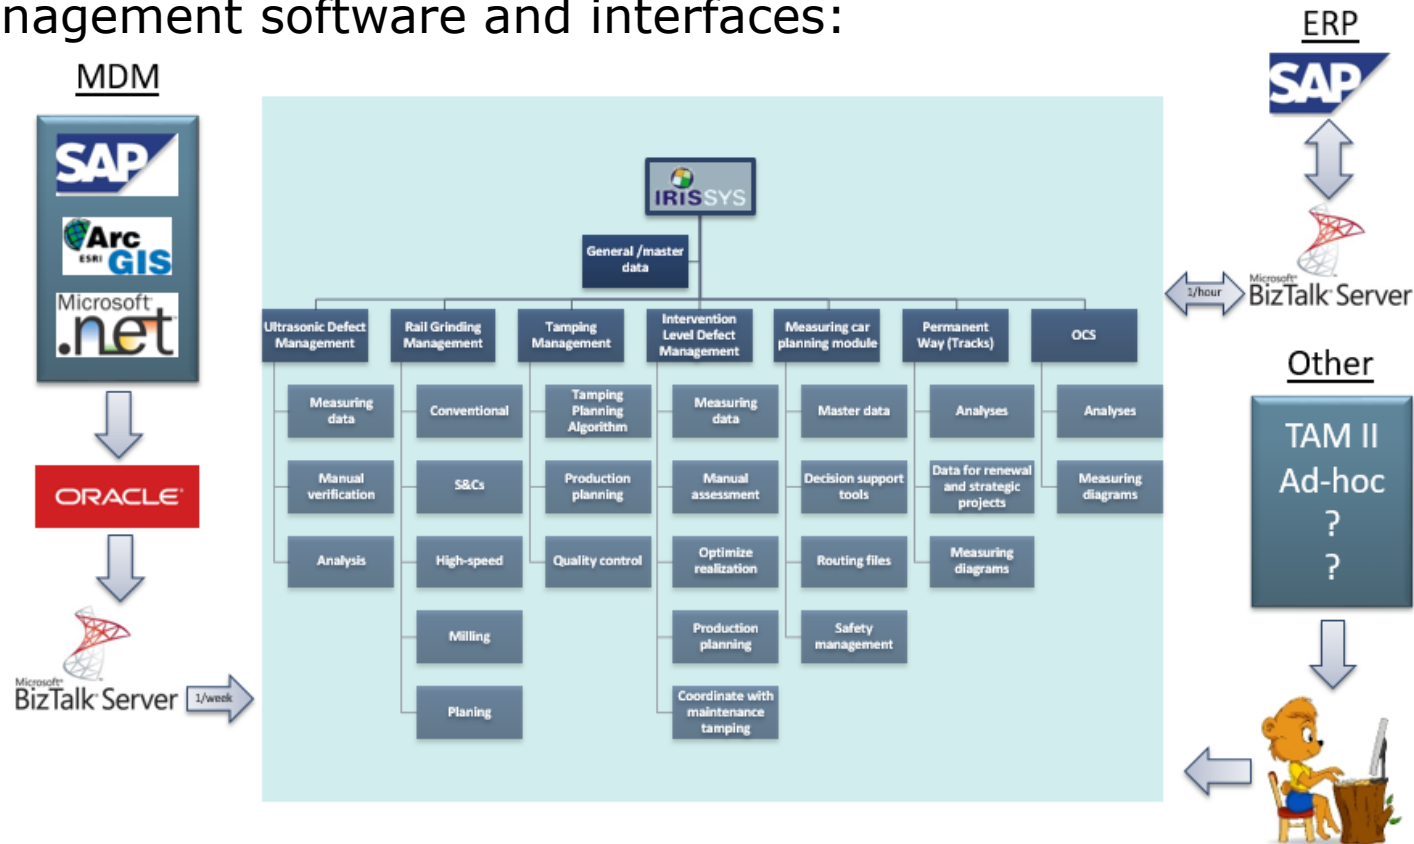 nagement software and interfaces:
MDM
SAP
Arc
ESRI GIS
Microsoft
.net
ORACLE
Microsoft
BizTalk Server
1/week
IRISSYS
General /master
data
Ultrasonic Defect
Management
Measuring
data
Manual
verification
Analysis
Rail Grinding
Management
Conventional
S&Cs
High-speed
Milling
Planing
Tamping
Management
Tamping
Planning
Algorithm
Production
planning
Quality control
Intervention
Level Defect
Management
Measuring
data
Manual
assessment
Optimize
realization
Production
planning
Coordinate with
maintenance
tamping
Measuring car
planning module
Master data
Decision support
tools
Routing files
Safety
management
Permanent
Way (Tracks)
Analyses
Data for renewal
and strategic
projects
Measuring
diagrams
OCS
Analyses
Measuring
diagrams
ERP
SAP
1/hour
Microsoft
BizTalk Server
Other
TAM II
Ad-hoc
?
?